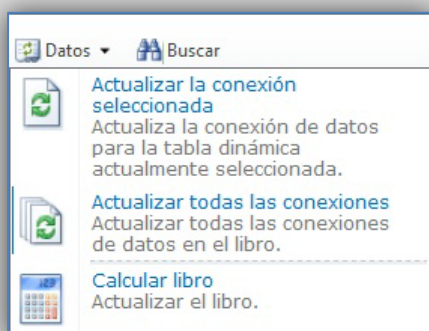 Datos Buscar
Actualizar la conexión
seleccionada
Actualiza la conexión de datos
para la tabla dinámica
actualmente seleccionada.
Actualizar todas las conexiones
Actualizar todas las conexiones
de datos en el libro.
123
Calcular libro
Actualizar el libro.